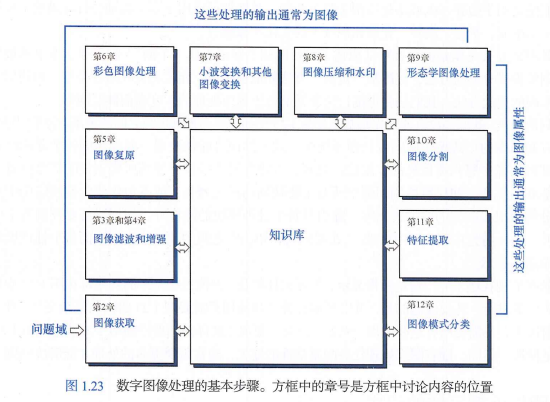 这些处理的输出通常为图像
第6章
彩色图像处理
第7章
小波变换和其他
图像变换
第8章
图像压缩和水印
第9章
形态学图像处理
第5章
图像复原
第10章
图像分割
第3章和第4章
图像滤波和增强
知识库
第11章
特征提取
第2章
图像获取
第12章
图像模式分类
问题域
这些处理的输出通常为图像属性
图 1.23 数字图像处理的基本步骤。方框中的章号是方框中讨论内容的位置